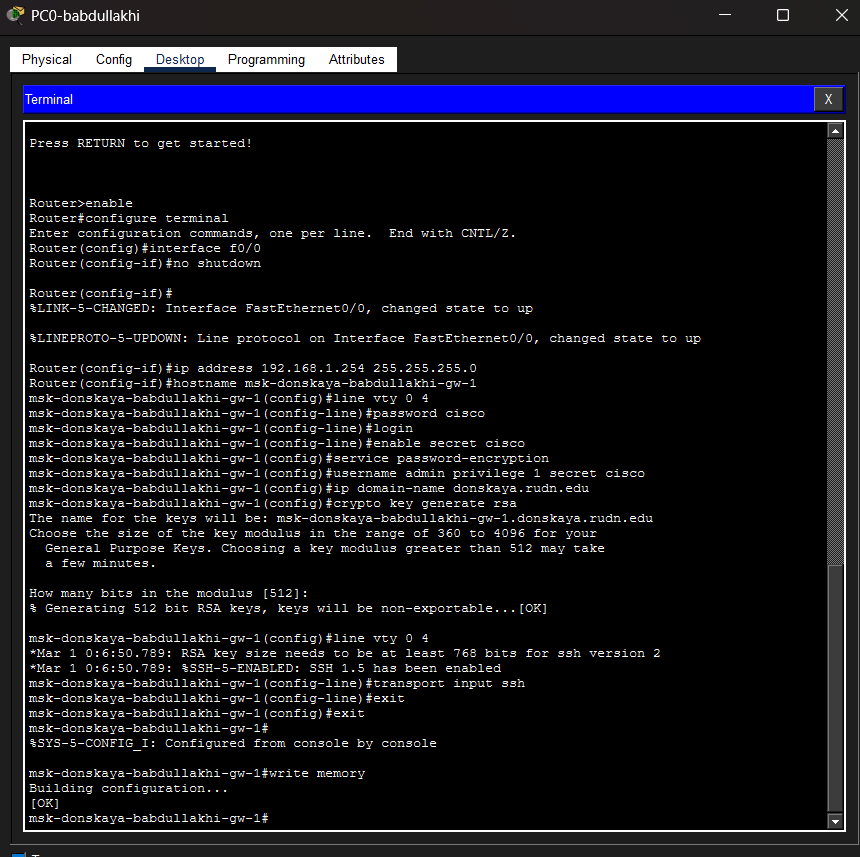 PC0-babdullakhi
Physical Config Desktop Programming Attributes
Terminal X
Press RETURN to get started!
Router>enable
Router#configure terminal
Enter configuration commands, one per line.  End with CNTL/Z.
Router(config)#interface f0/0
Router(config-if)#no shutdown
Router(config-if)#
%LINK-5-CHANGED: Interface FastEthernet0/0, changed state to up
%LINEPROTO-5-UPDOWN: Line protocol on Interface FastEthernet0/0, changed state to up
Router(config-if)#ip address 192.168.1.254 255.255.255.0
Router(config-if)#hostname msk-donskaya-babdullakhi-gw-1
msk-donskaya-babdullakhi-gw-1(config)#line vty 0 4
msk-donskaya-babdullakhi-gw-1(config-line)#password cisco
msk-donskaya-babdullakhi-gw-1(config-line)#login
msk-donskaya-babdullakhi-gw-1(config-line)#enable secret cisco
msk-donskaya-babdullakhi-gw-1(config)#service password-encryption
msk-donskaya-babdullakhi-gw-1(config)#username admin privilege 1 secret cisco
msk-donskaya-babdullakhi-gw-1(config)#ip domain-name donskaya.rudn.edu
msk-donskaya-babdullakhi-gw-1(config)#crypto key generate rsa
The name for the keys will be: msk-donskaya-babdullakhi-gw-1.donskaya.rudn.edu
Choose the size of the key modulus in the range of 360 to 4096 for your
  General Purpose Keys. Choosing a key modulus greater than 512 may take
  a few minutes.
How many bits in the modulus [512]:
% Generating 512 bit RSA keys, keys will be non-exportable...[OK]
msk-donskaya-babdullakhi-gw-1(config)#line vty 0 4
*Mar 1 0:6:50.789: RSA key size needs to be at least 768 bits for ssh version 2
*Mar 1 0:6:50.789: %SSH-5-ENABLED: SSH 1.5 has been enabled
msk-donskaya-babdullakhi-gw-1(config-line)#transport input ssh
msk-donskaya-babdullakhi-gw-1(config-line)#exit
msk-donskaya-babdullakhi-gw-1(config)#exit
msk-donskaya-babdullakhi-gw-1#
%SYS-5-CONFIG_I: Configured from console by console
msk-donskaya-babdullakhi-gw-1#write memory
Building configuration...
[OK]
msk-donskaya-babdullakhi-gw-1#